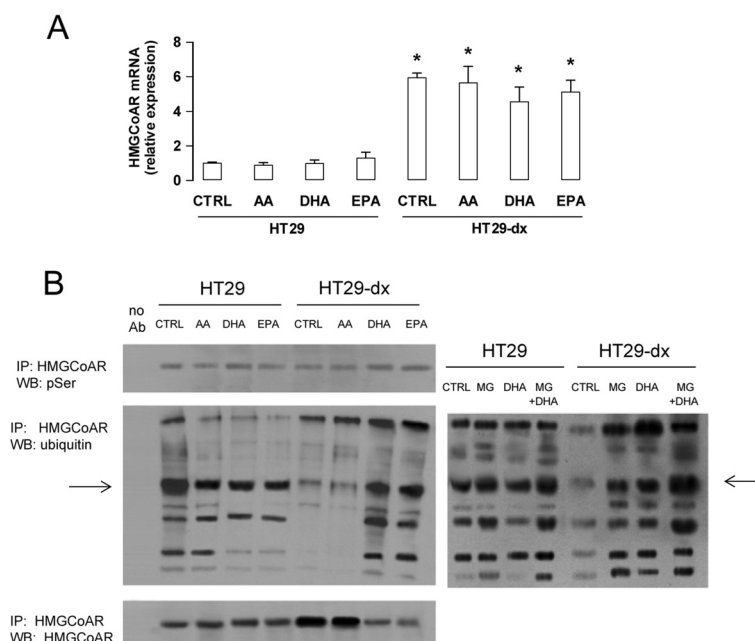 A
HMGCoAR mRNA
(relative expression)
8
6
4
2
0
* * * *
CTRL AA DHA EPA CTRL AA DHA EPA
HT29 HT29-dx
B
HT29 HT29-dx
no
Ab CTRL AA DHA EPA CTRL AA DHA EPA
IP: HMGCoAR
WB: pSer
HT29 HT29-dx
CTRL MG DHA MG
+DHA
CTRL MG DHA MG
+DHA
IP: HMGCoAR
WB: ubiquitin
IP: HMGCoAR
WB: HMGCoAR